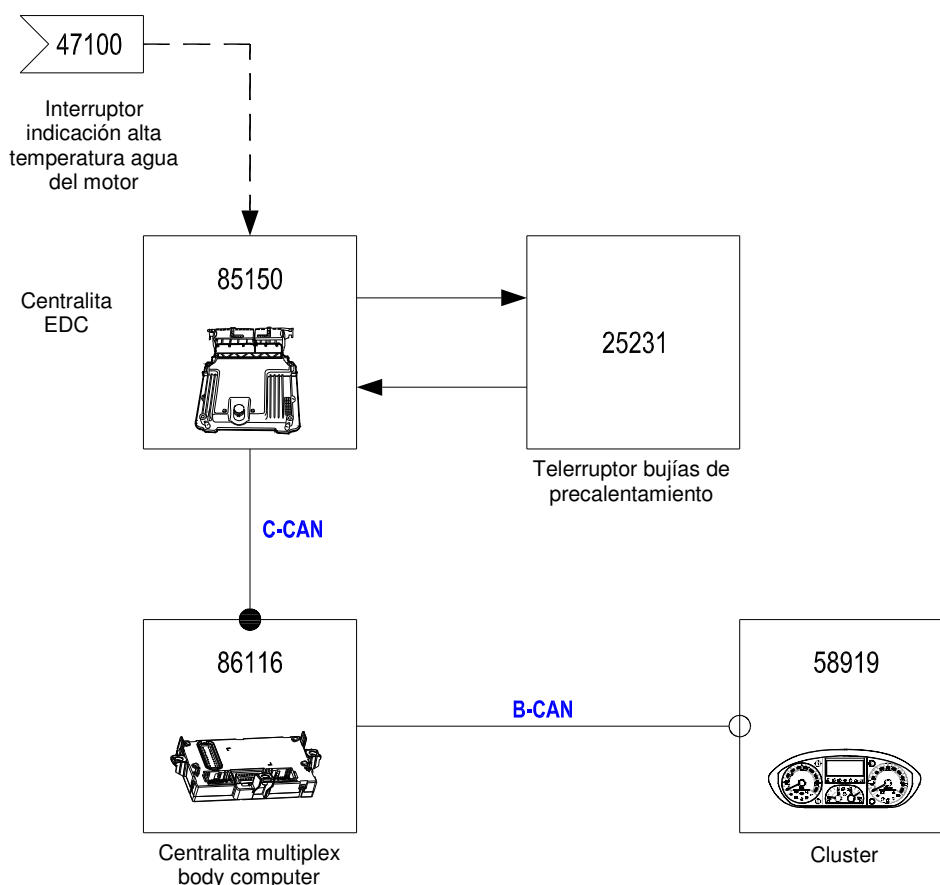 47100
Interruptor
indicación alta
temperatura agua
del motor
85150
Centralita
EDC
25231
Telerruptor bujías de
precalentamiento
C-CAN
86116
58919
B-CAN
Centralita multiplex
body computer
Cluster